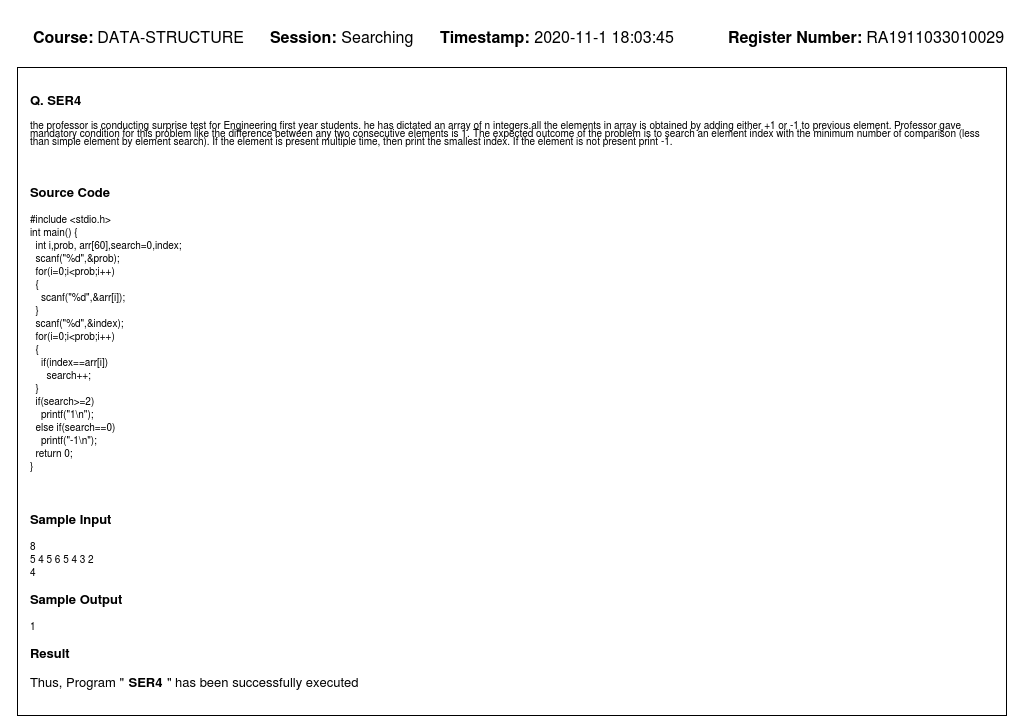 Course: DATA-STRUCTURE Session: Searching Timestamp: 2020-11-1 18:03:45 Register Number: RA1911033010029
Q. SER4
the professor is conducting surprise test for Engineering first year students. he has dictated an array of n integers.all the elements in array is obtained by adding either +1 or -1 to previous element. Professor gave
mandatory condition for this problem like the difference between any two consecutive elements is 1. The expected outcome of the problem is to search an element index with the minimum number of comparison (less
than simple element by element search). If the element is present multiple time, then print the smallest index. If the element is not present print -1.
Source Code
#include <stdio.h>
int main() {
  int i,prob, arr[60],search=0,index;
  scanf("%d",&prob);
  for(i=0;i<prob;i++)
  {
    scanf("%d",&arr[i]);
  }
  scanf("%d",&index);
  for(i=0;i<prob;i++)
  {
    if(index==arr[i])
      search++;
  }
  if(search>=2)
    printf("1\n");
  else if(search==0)
    printf("-1\n");
  return 0;
}
Sample Input
8
5 4 5 6 5 4 3 2
4
Sample Output
1
Result
Thus, Program " SER4 " has been successfully executed